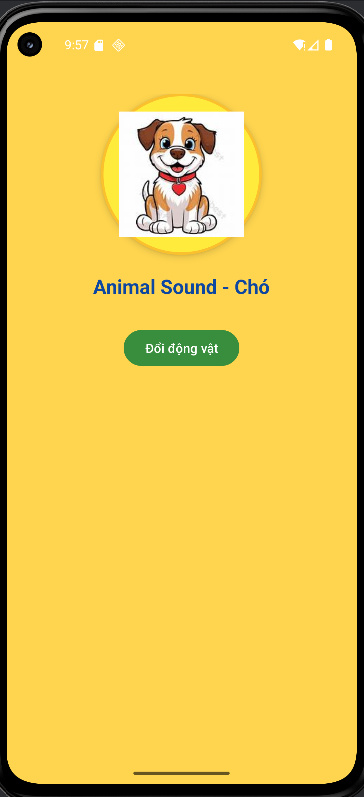 9:57
Animal Sound - Chó
Đổi động vật